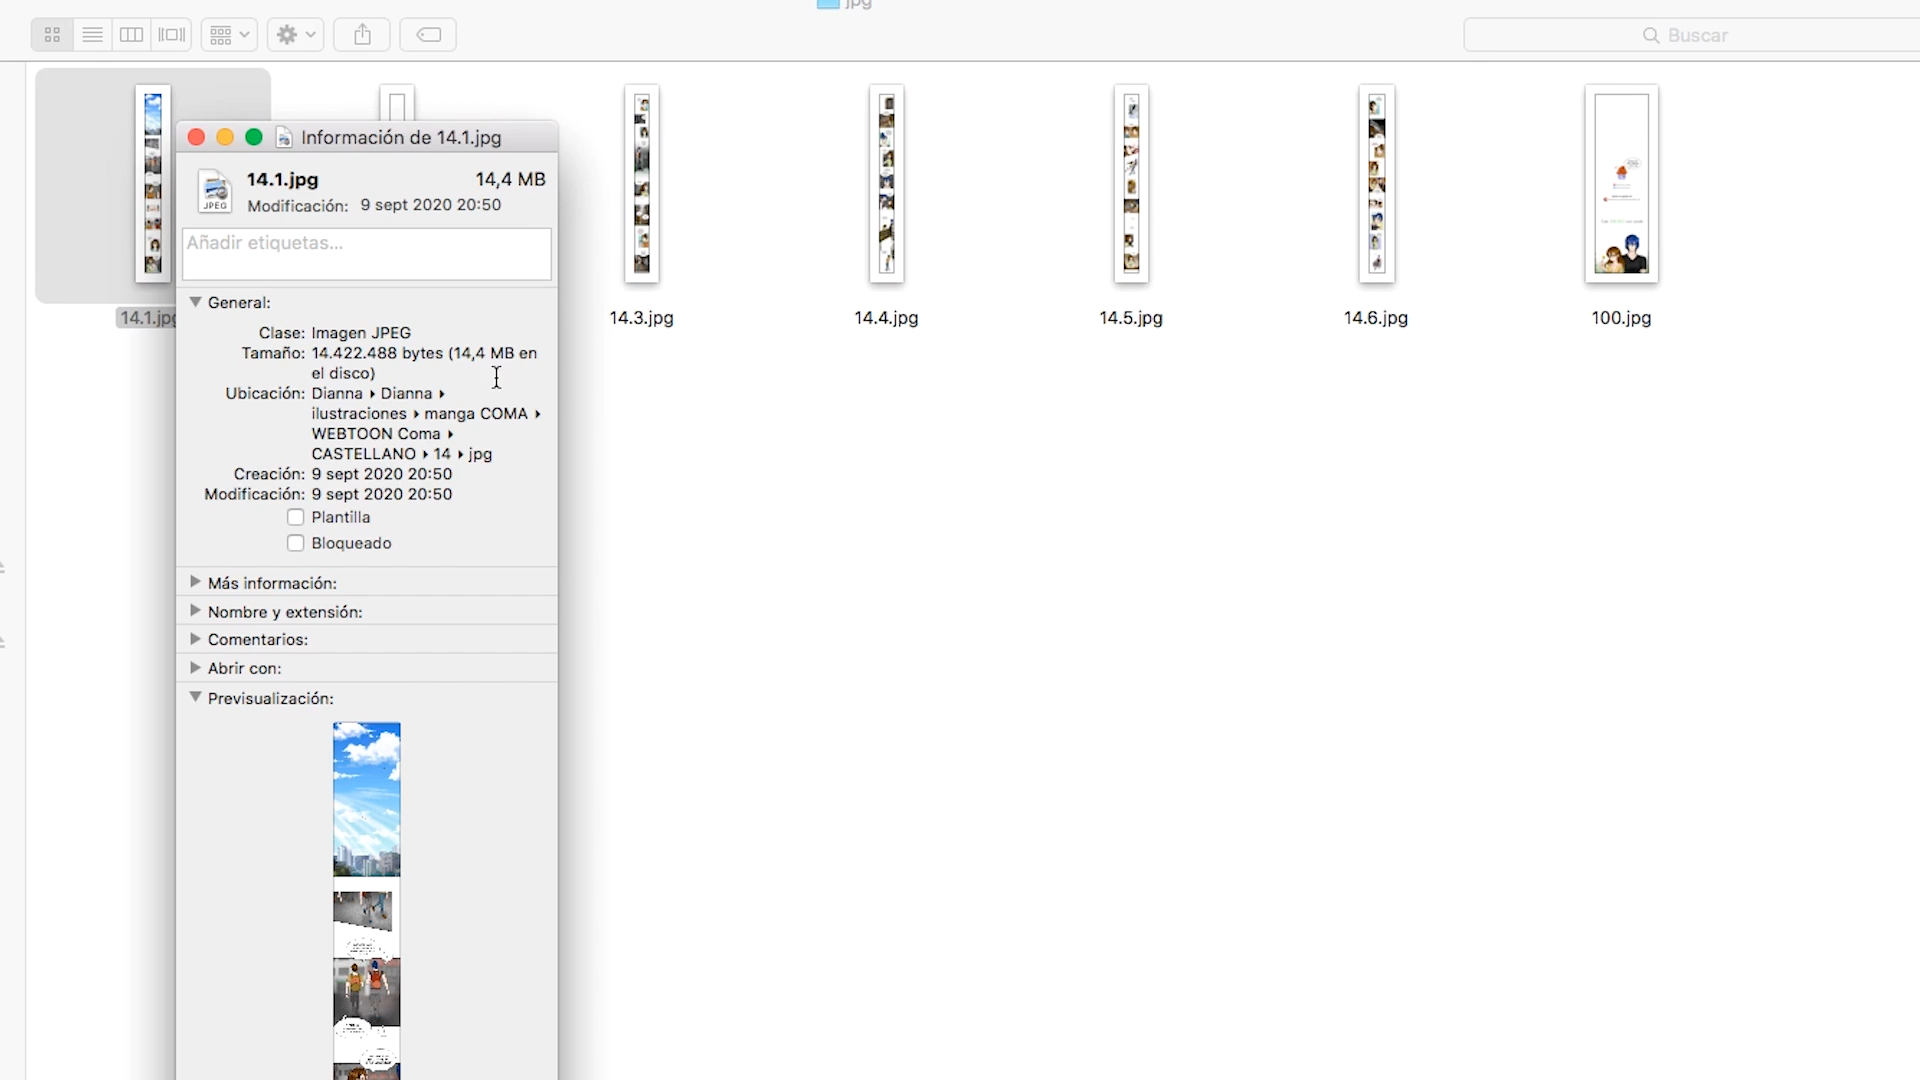 jpg
Buscar
Información de 14.1.jpg
14.1.jpg 14,4 MB
JPEG
Modificación: 9 sept 2020 20:50
Añadir etiquetas...
General:
Clase: Imagen JPEG
Tamaño: 14.422.488 bytes (14,4 MB en
el disco)
Ubicación: Dianna ▸ Dianna ▸
ilustraciones ▸ manga COMA ▸
WEBTOON Coma ▸
CASTELLANO ▸ 14 ▸ jpg
Creación: 9 sept 2020 20:50
Modificación: 9 sept 2020 20:50
Plantilla
Bloqueado
Más información:
Nombre y extensión:
Comentarios:
Abrir con:
Previsualización:
14.1.jpg
14.3.jpg
14.4.jpg
14.5.jpg
14.6.jpg
100.jpg